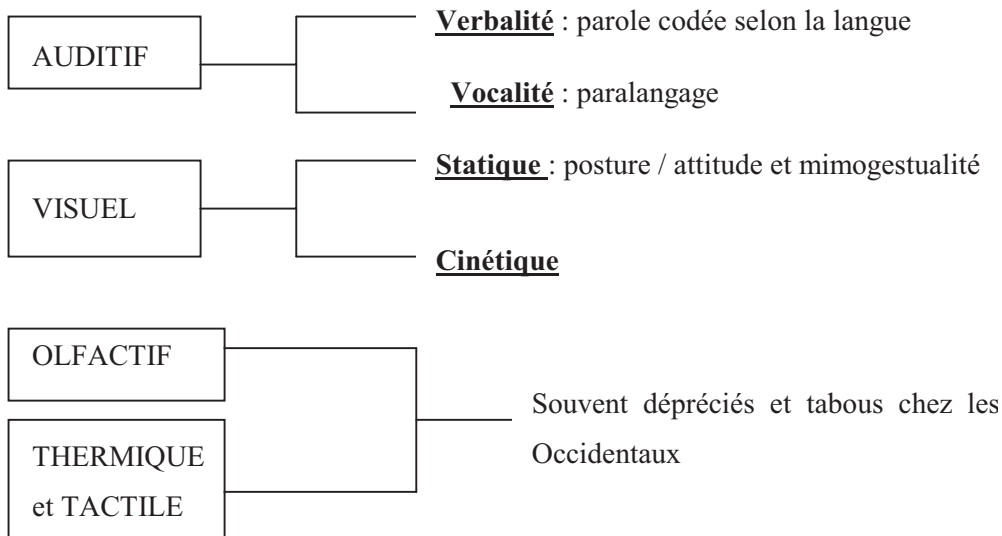 AUDITIF
Verbalité : parole codée selon la langue
Vocalité : paralangage
VISUEL
Statique : posture / attitude et mimogestualité
Cinétique
OLFACTIF
THERMIQUE
et TACTILE
Souvent dépréciés et tabous chez les
Occidentaux